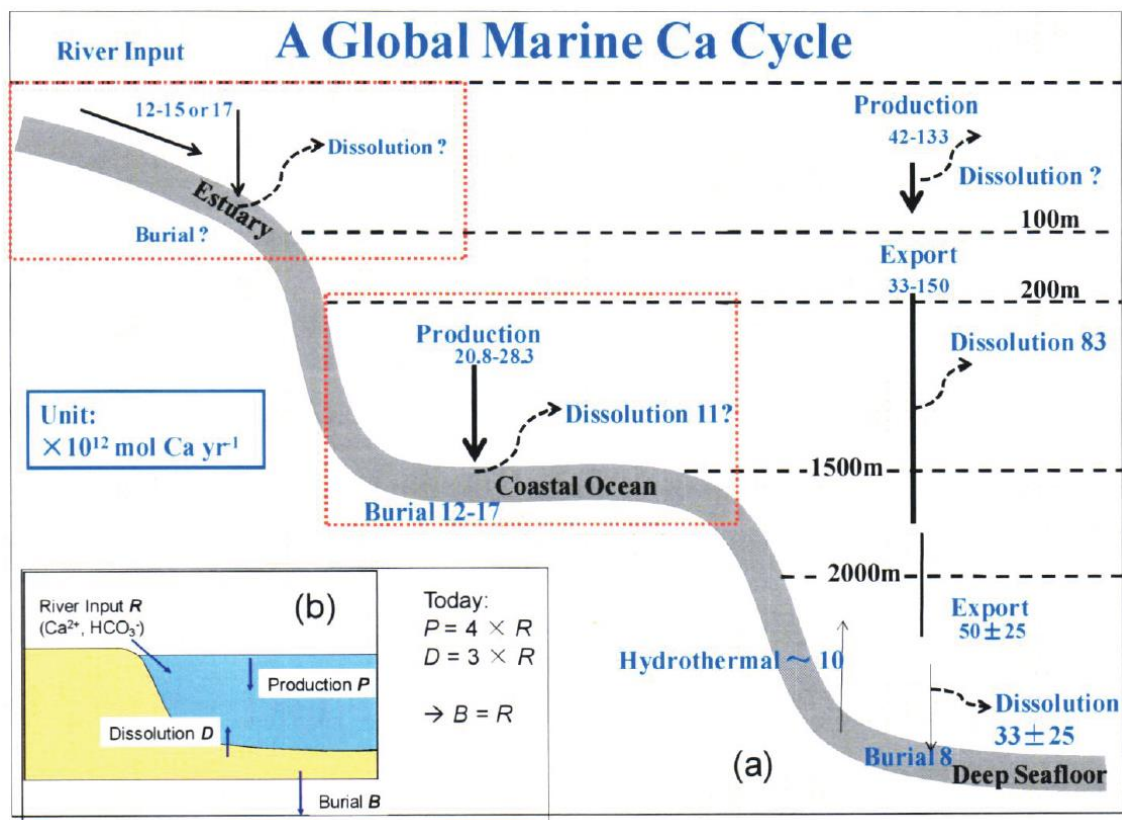 A Global Marine Ca Cycle
River Input
12-15 or 17
Dissolution ?
Estuary
Burial ?
Production
42-133
Dissolution ?
100m
Export
33-150
200m
Dissolution 83
Production
20.8-28.3
Dissolution 11?
Unit:
×10¹² mol Ca yr⁻¹
1500m
Coastal Ocean
Burial 12-17
2000m
Export
50±25
Hydrothermal ~ 10
Dissolution
33±25
Burial 8
Deep Seafloor
(a)
(b)
River Input R
(Ca²⁺, HCO₃⁻)
Production P
Dissolution D
Burial B
Today:
P = 4 × R
D = 3 × R
→ B = R